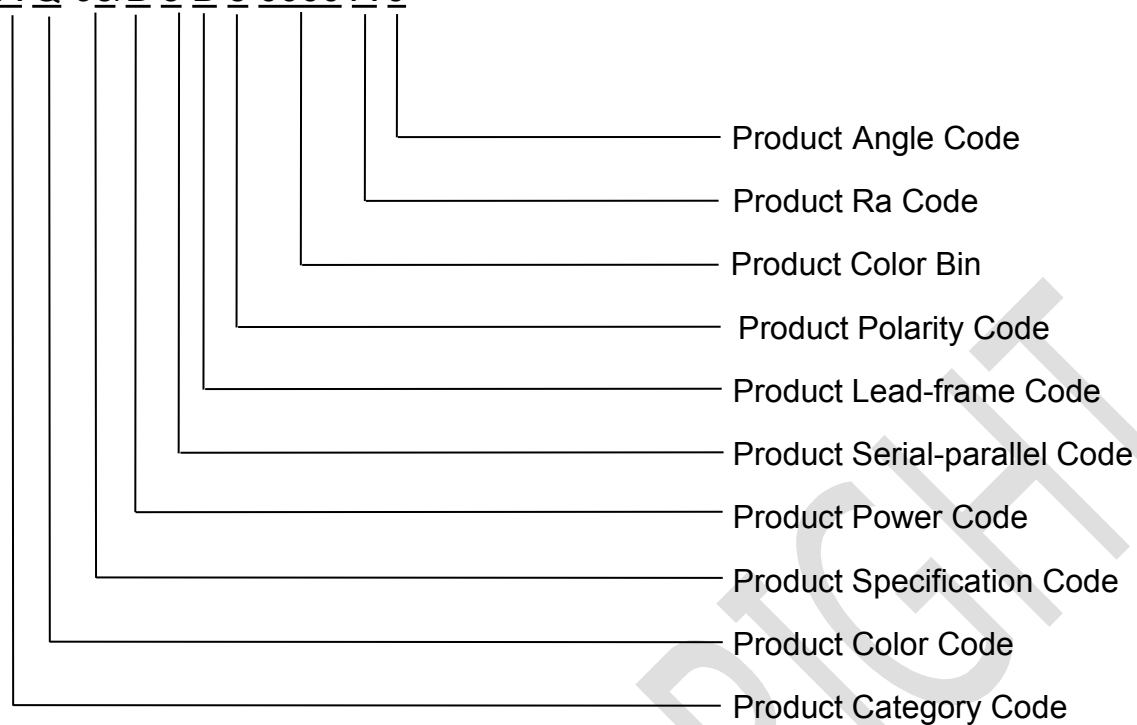 Product Angle Code
Product Ra Code
Product Color Bin
Product Polarity Code
Product Lead-frame Code
Product Serial-parallel Code
Product Power Code
Product Specification Code
Product Color Code
Product Category Code